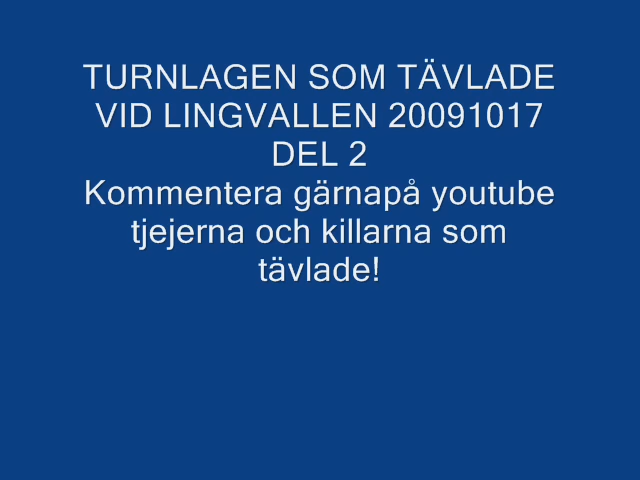 TURNLAGEN SOM TÄVLADE
VID LINGVALLEN 20091017
DEL 2
Kommentera gärnapå youtube
tjejerna och killarna som
tävlade!